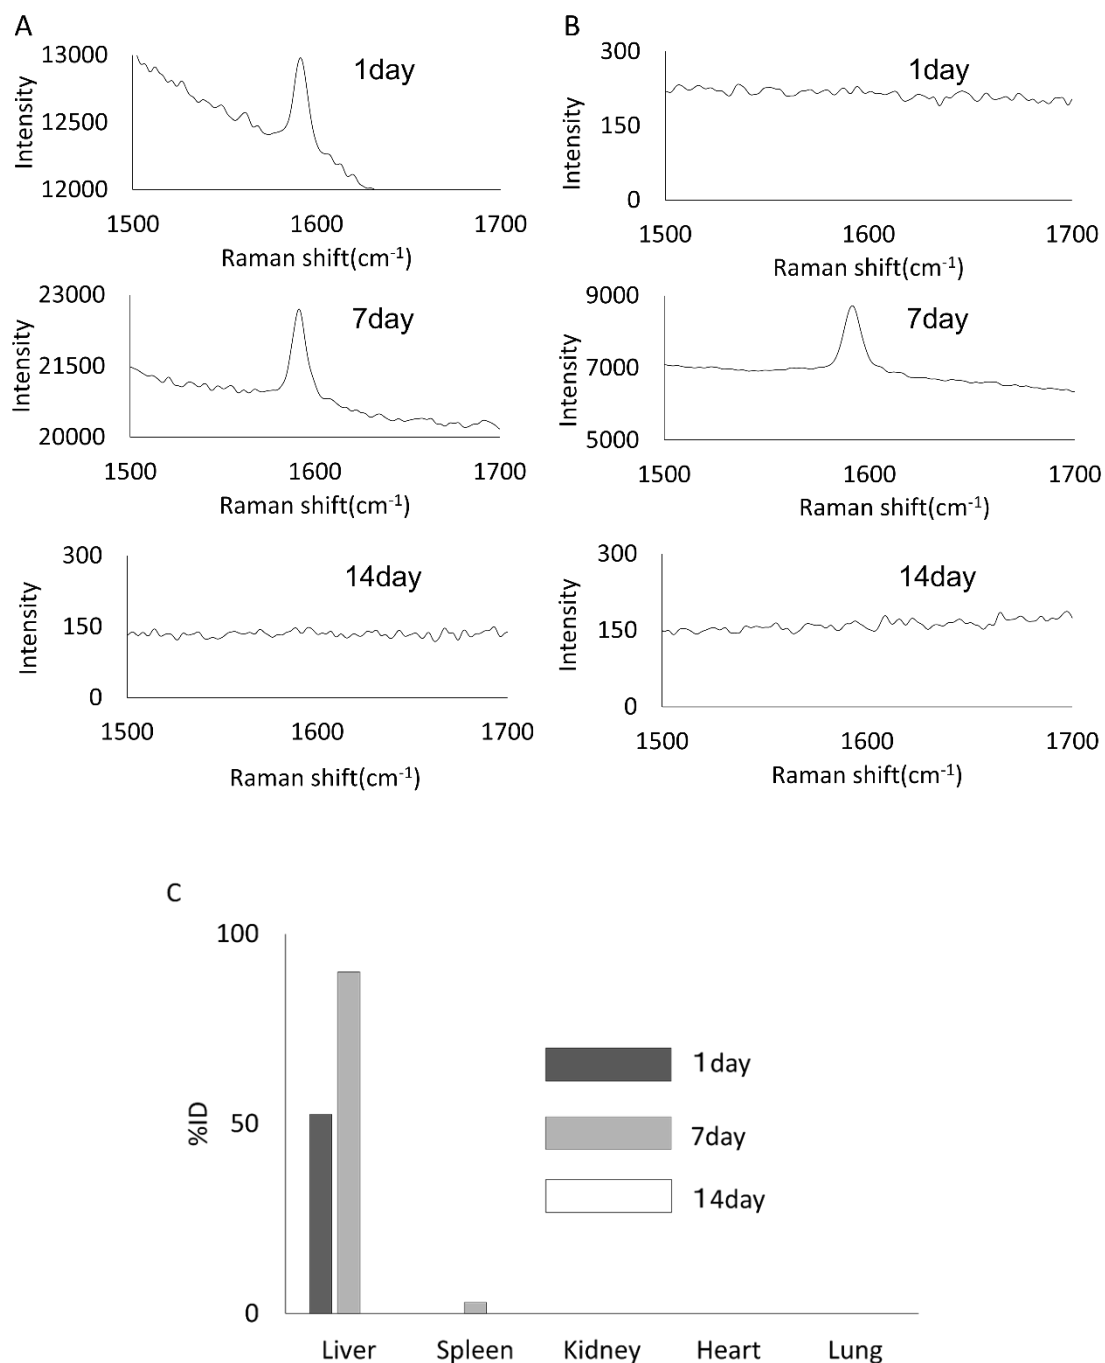 A
13000
12500
12000
Intensity
1day
1500 1600 1700
Raman shift(cm-1)
23000
21500
20000
Intensity
7day
1500 1600 1700
Raman shift(cm-1)
300
150
0
Intensity
14day
1500 1600 1700
Raman shift(cm-1)
B
300
150
0
Intensity
1day
1500 1600 1700
Raman shift(cm-1)
9000
7000
5000
Intensity
7day
1500 1600 1700
Raman shift(cm-1)
300
150
0
Intensity
14day
1500 1600 1700
Raman shift(cm-1)
C
100
50
0
%ID
1day
7day
14day
Liver Spleen Kidney Heart Lung